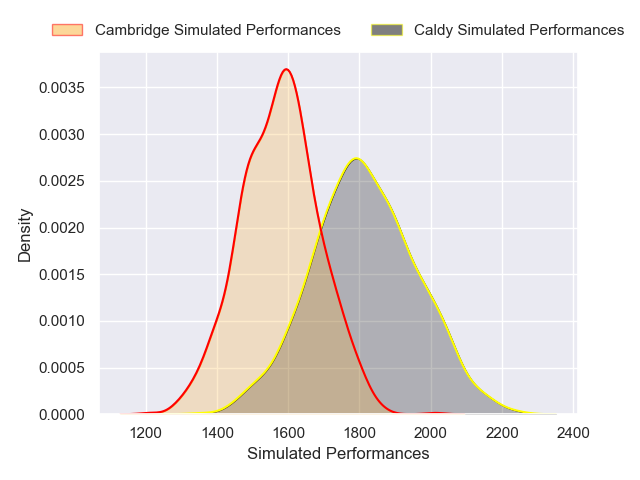 Cambridge Simulated Performances Caldy Simulated Performances
0.0035
0.0030
0.0025
0.0020
0.0015
0.0010
0.0005
0.0000
Density
1200 1400 1600 1800 2000 2200 2400
Simulated Performances